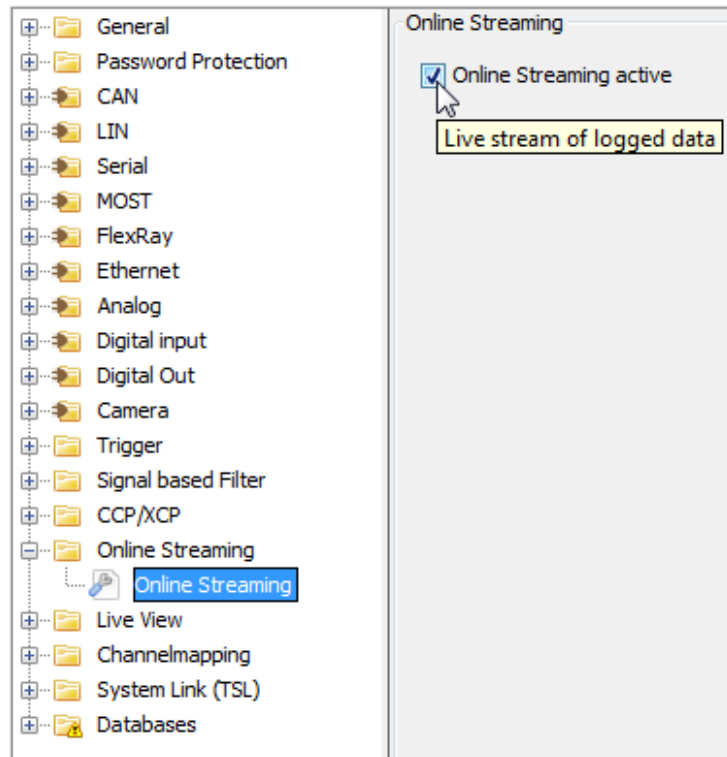 General
Password Protection
CAN
LIN
Serial
MOST
FlexRay
Ethernet
Analog
Digital input
Digital Out
Camera
Trigger
Signal based Filter
CCP/XCP
Online Streaming
Online Streaming
Live View
Channelmapping
System Link (TSL)
Databases
Online Streaming
Online Streaming active
Live stream of logged data